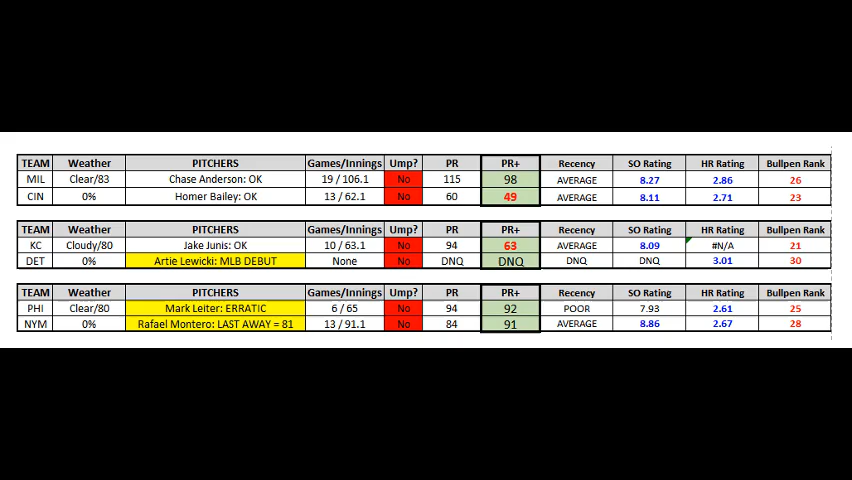 TEAM Weather PITCHERS Games/Innings Ump? PR PR+ Recency SO Rating HR Rating Bullpen Rank
MIL Clear/83 Chase Anderson: OK 19 / 106.1 No 115 98 AVERAGE 8.27 2.86 26
CIN 0% Homer Bailey: OK 13 / 62.1 No 60 49 AVERAGE 8.11 2.71 23
TEAM Weather PITCHERS Games/Innings Ump? PR PR+ Recency SO Rating HR Rating Bullpen Rank
KC Cloudy/80 Jake Junis: OK 10 / 63.1 No 94 63 AVERAGE 8.09 #N/A 21
DET 0% Artie Lewicki: MLB DEBUT None No DNQ DNQ DNQ DNQ 3.01 30
TEAM Weather PITCHERS Games/Innings Ump? PR PR+ Recency SO Rating HR Rating Bullpen Rank
PHI Clear/80 Mark Leiter: ERRATIC 6 / 65 No 94 92 POOR 7.93 2.61 25
NYM 0% Rafael Montero: LAST AWAY = 81 13 / 91.1 No 84 91 AVERAGE 8.86 2.67 28